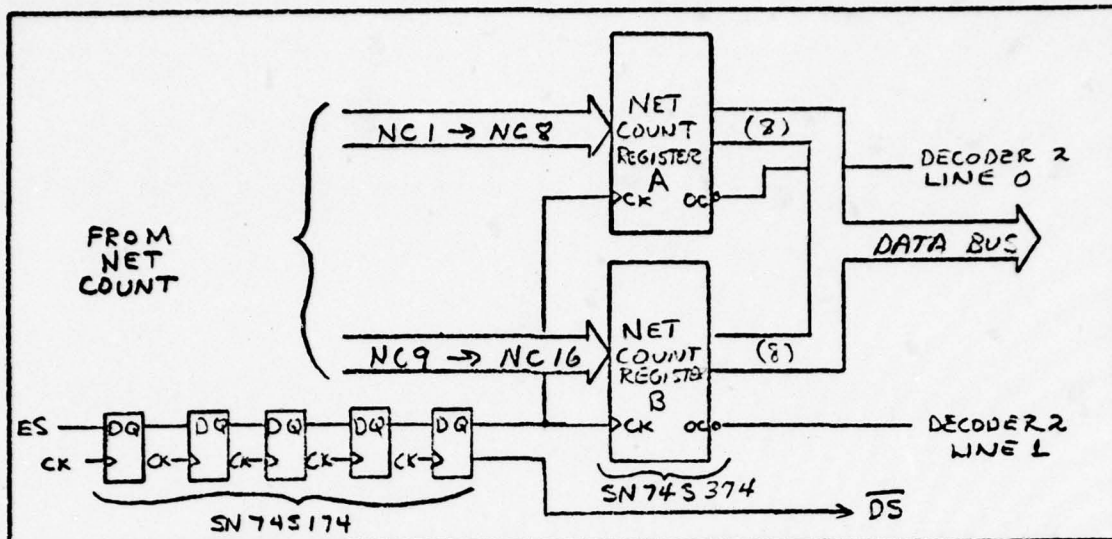 NC1 → NC8
NET
COUNT
REGISTER
A
CK OC
(8)
DECODER 2
LINE 0
DATA BUS
FROM
NET
COUNT
NC9 → NC16
NET
COUNT
REGISTER
B
CK OC
(8)
DECODER 2
LINE 1
ES
DQ DQ DQ DQ DQ
CK CK CK CK CK
SN74S174
SN74S374
DS